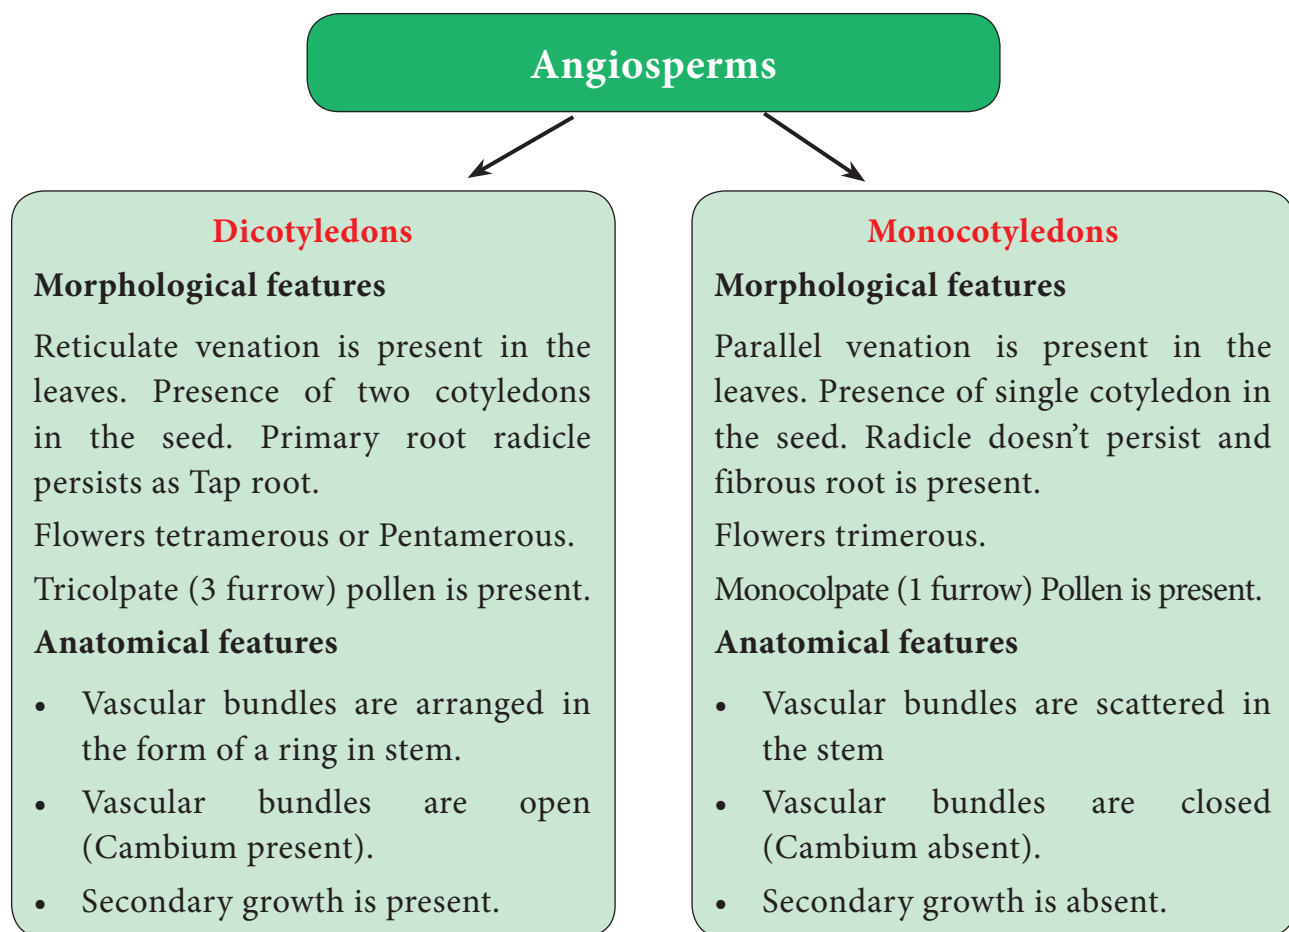 Angiosperms
Dicotyledons
Morphological features
Reticulate venation is present in the
leaves. Presence of two cotyledons
in the seed. Primary root radicle
persists as Tap root.
Flowers tetramerous or Pentamerous.
Tricolpate (3 furrow) pollen is present.
Anatomical features
• Vascular bundles are arranged in
the form of a ring in stem.
• Vascular bundles are open
(Cambium present).
• Secondary growth is present.
Monocotyledons
Morphological features
Parallel venation is present in the
leaves. Presence of single cotyledon in
the seed. Radicle doesn't persist and
fibrous root is present.
Flowers trimerous.
Monocolpate (1 furrow) Pollen is present.
Anatomical features
• Vascular bundles are scattered in
the stem
• Vascular bundles are closed
(Cambium absent).
• Secondary growth is absent.